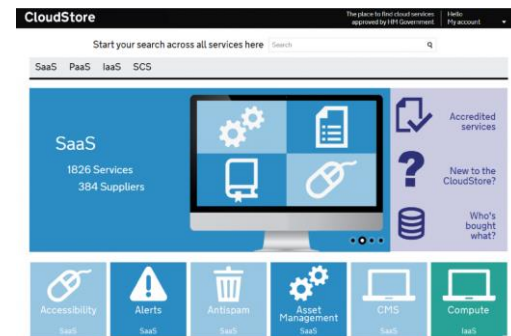 CloudStore
The place to find cloud services
approved by HM Government
Hello
My account
Start your search across all services here
Search
SaaS PaaS IaaS SCS
SaaS
1826 Services
384 Suppliers
Accredited
services
New to the
CloudStore?
Who's
bought
what?
Accessibility
SaaS
Alerts
SaaS
Antispam
SaaS
Asset
Management
SaaS
CMS
SaaS
Compute
IaaS